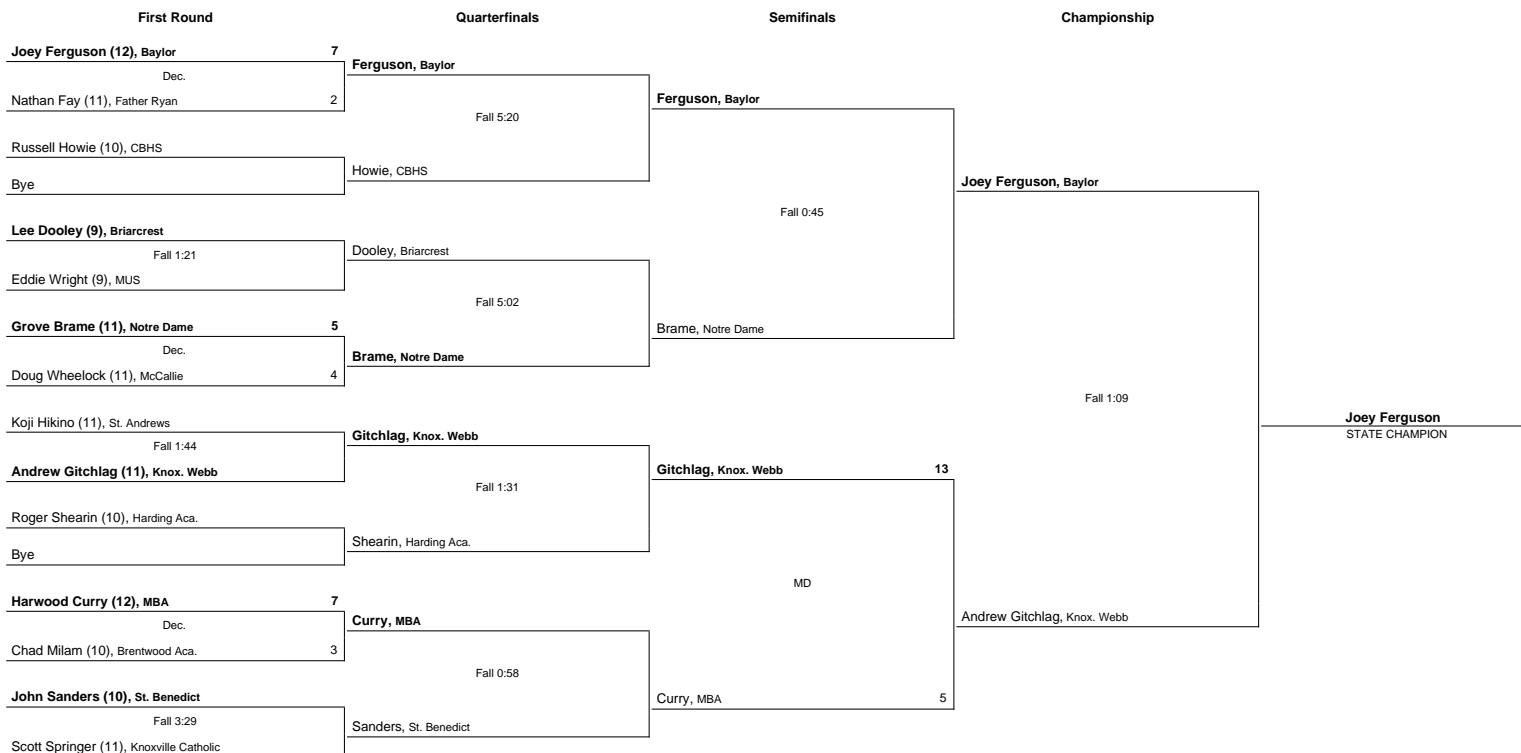 First Round Quarterfinals Semifinals Championship
Joey Ferguson (12), Baylor 7
Dec.
Nathan Fay (11), Father Ryan 2
Russell Howie (10), CBHS
Bye
Lee Dooley (9), Briarcrest
Fall 1:21
Eddie Wright (9), MUS
Grove Brame (11), Notre Dame 5
Dec.
Doug Wheelock (11), McCallie 4
Koji Hikino (11), St. Andrews
Fall 1:44
Andrew Gitchlag (11), Knox. Webb
Roger Shearin (10), Harding Aca.
Bye
Harwood Curry (12), MBA 7
Dec.
Chad Milam (10), Brentwood Aca. 3
John Sanders (10), St. Benedict
Fall 3:29
Scott Springer (11), Knoxville Catholic
Ferguson, Baylor
Fall 5:20
Howie, CBHS
Dooley, Briarcrest
Fall 5:02
Brame, Notre Dame
Gitchlag, Knox. Webb
Fall 1:31
Shearin, Harding Aca.
Curry, MBA
Fall 0:58
Sanders, St. Benedict
Ferguson, Baylor
Fall 0:45
Brame, Notre Dame
Gitchlag, Knox. Webb 13
MD
Curry, MBA 5
Joey Ferguson, Baylor
Fall 1:09
Andrew Gitchlag, Knox. Webb
Joey Ferguson
STATE CHAMPION